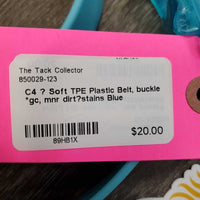 The Tack Collector
850029-123
C4 ? Soft TPE Plastic Belt, buckle
*gc, mnr dirt?stains Blue
$20.00
89HB1X